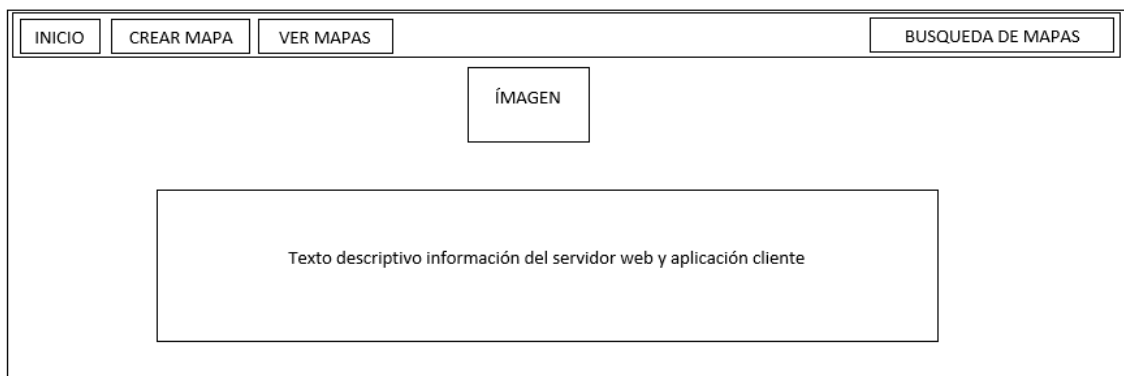 INICIO
CREAR MAPA
VER MAPAS
BUSQUEDA DE MAPAS
ÍMAGEN
Texto descriptivo información del servidor web y aplicación cliente